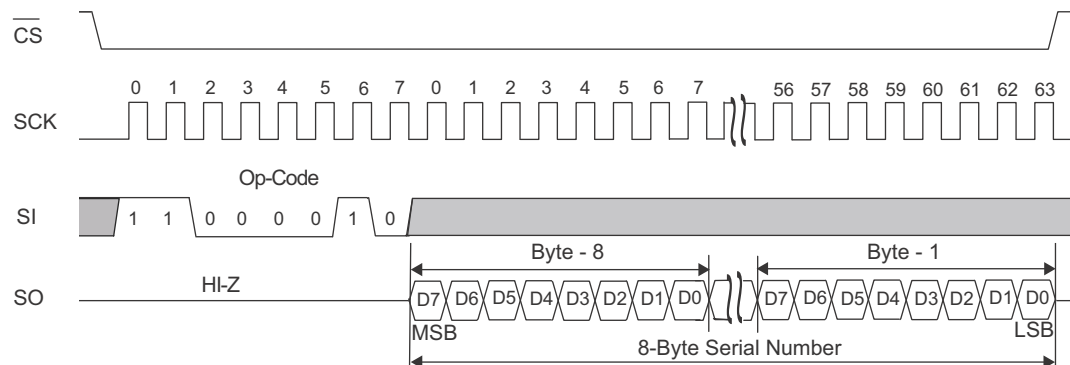 CS
0 1 2 3 4 5 6 7 0 1 2 3 4 5 6 7 56 57 58 59 60 61 62 63
SCK
Op-Code
SI 1 1 0 0 0 0 1 0
Byte - 8 Byte - 1
HI-Z
SO D7 D6 D5 D4 D3 D2 D1 D0 D7 D6 D5 D4 D3 D2 D1 D0
MSB LSB
8-Byte Serial Number